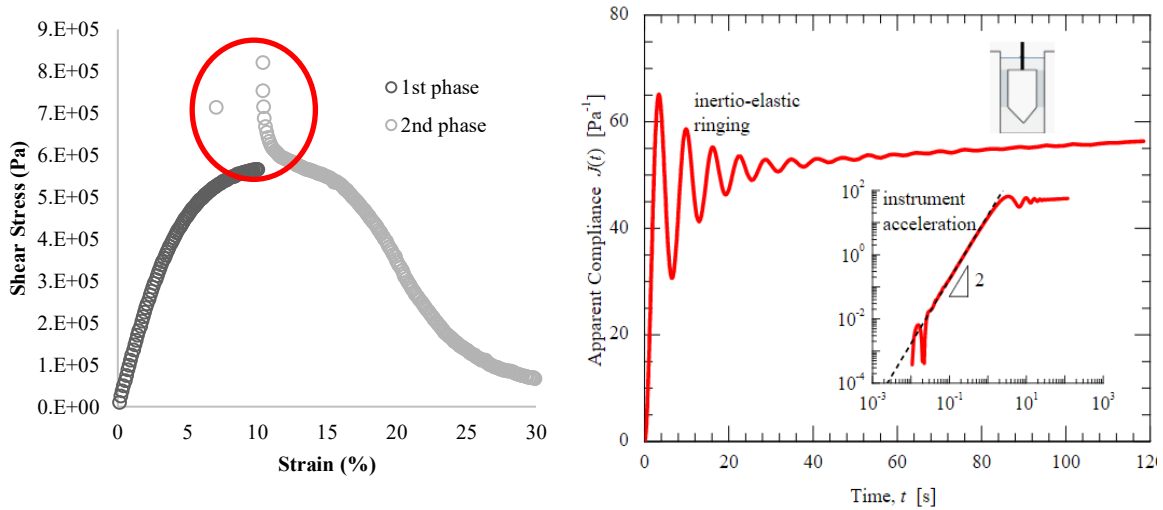 9.E+05
8.E+05
7.E+05
6.E+05
5.E+05
4.E+05
3.E+05
2.E+05
1.E+05
0.E+00
Shear Stress (Pa)
1st phase
2nd phase
0 5 10 15 20 25 30
Strain (%)
80
60
40
20
0
Apparent Compliance J(t) [Pa⁻¹]
inertio-elastic
ringing
10²
10⁰
10⁻²
10⁻⁴
instrument
acceleration
2
10⁻³ 10⁻¹ 10¹ 10³
0 20 40 60 80 100 120
Time, t [s]